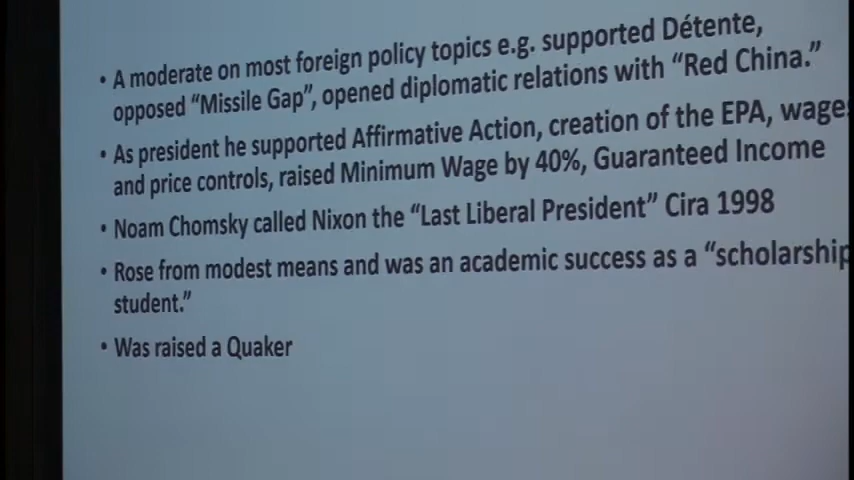 • A moderate on most foreign policy topics e.g. supported Détente,
opposed “Missile Gap”, opened diplomatic relations with “Red China.”
• As president he supported Affirmative Action, creation of the EPA, wages
and price controls, raised Minimum Wage by 40%, Guaranteed Income
• Noam Chomsky called Nixon the “Last Liberal President” Cira 1998
• Rose from modest means and was an academic success as a “scholarship
student.”
• Was raised a Quaker